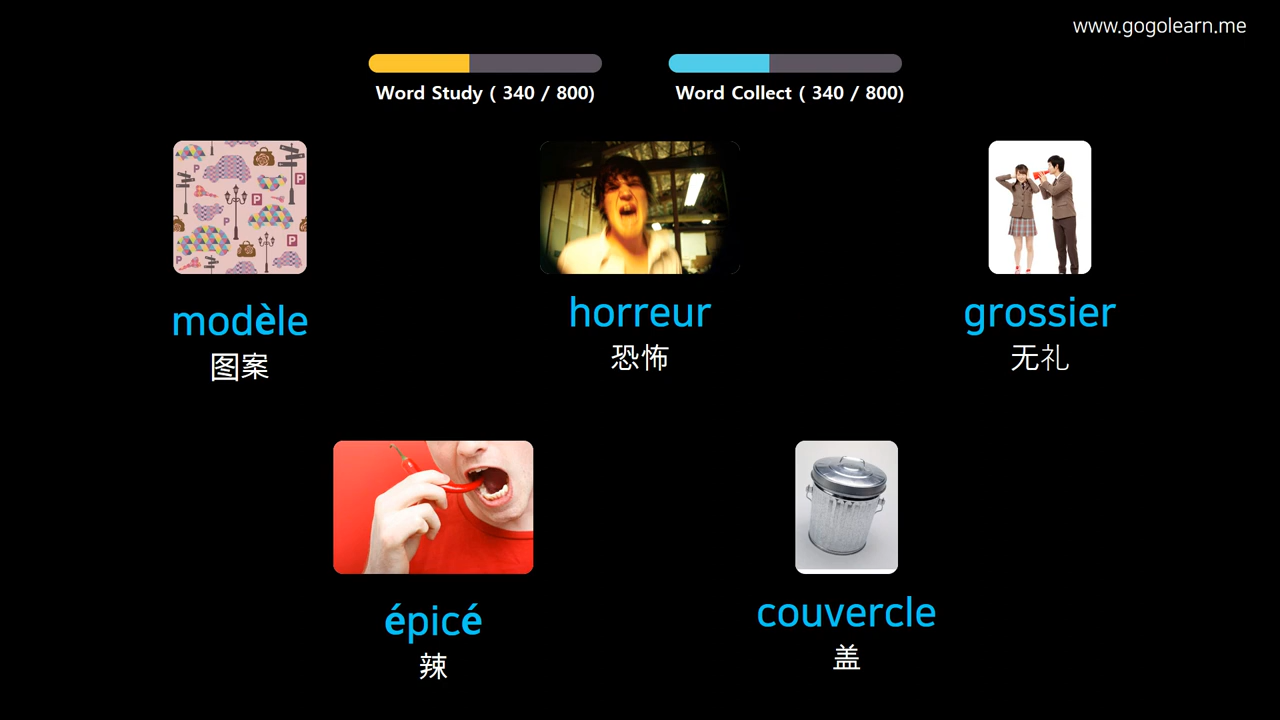 www.gogolearn.me
Word Study ( 340 / 800)
Word Collect ( 340 / 800)
P
P
P
P
P
P
modèle
图案
horreur
恐怖
grossier
无礼
épicé
辣
couvercle
盖